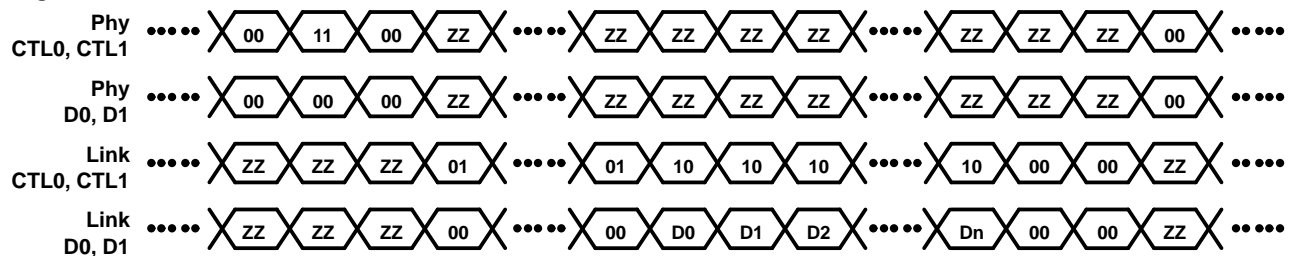 Phy
CTL0, CTL1
00 11 00 ZZ ZZ ZZ ZZ ZZ ZZ ZZ ZZ 00
Phy
D0, D1
00 00 00 ZZ ZZ ZZ ZZ ZZ ZZ ZZ ZZ 00
Link
CTL0, CTL1
ZZ ZZ ZZ 01 01 10 10 10 10 00 00 ZZ
Link
D0, D1
ZZ ZZ ZZ 00 00 D0 D1 D2 Dn 00 00 ZZ